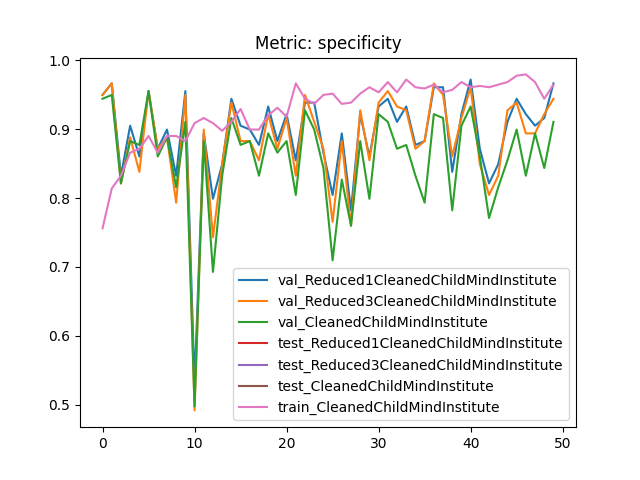 Metric: specificity
1.0
0.9
0.8
0.7
0.6
0.5
val_Reduced1CleanedChildMindInstitute
val_Reduced3CleanedChildMindInstitute
val_CleanedChildMindInstitute
test_Reduced1CleanedChildMindInstitute
test_Reduced3CleanedChildMindInstitute
test_CleanedChildMindInstitute
train_CleanedChildMindInstitute
0 10 20 30 40 50